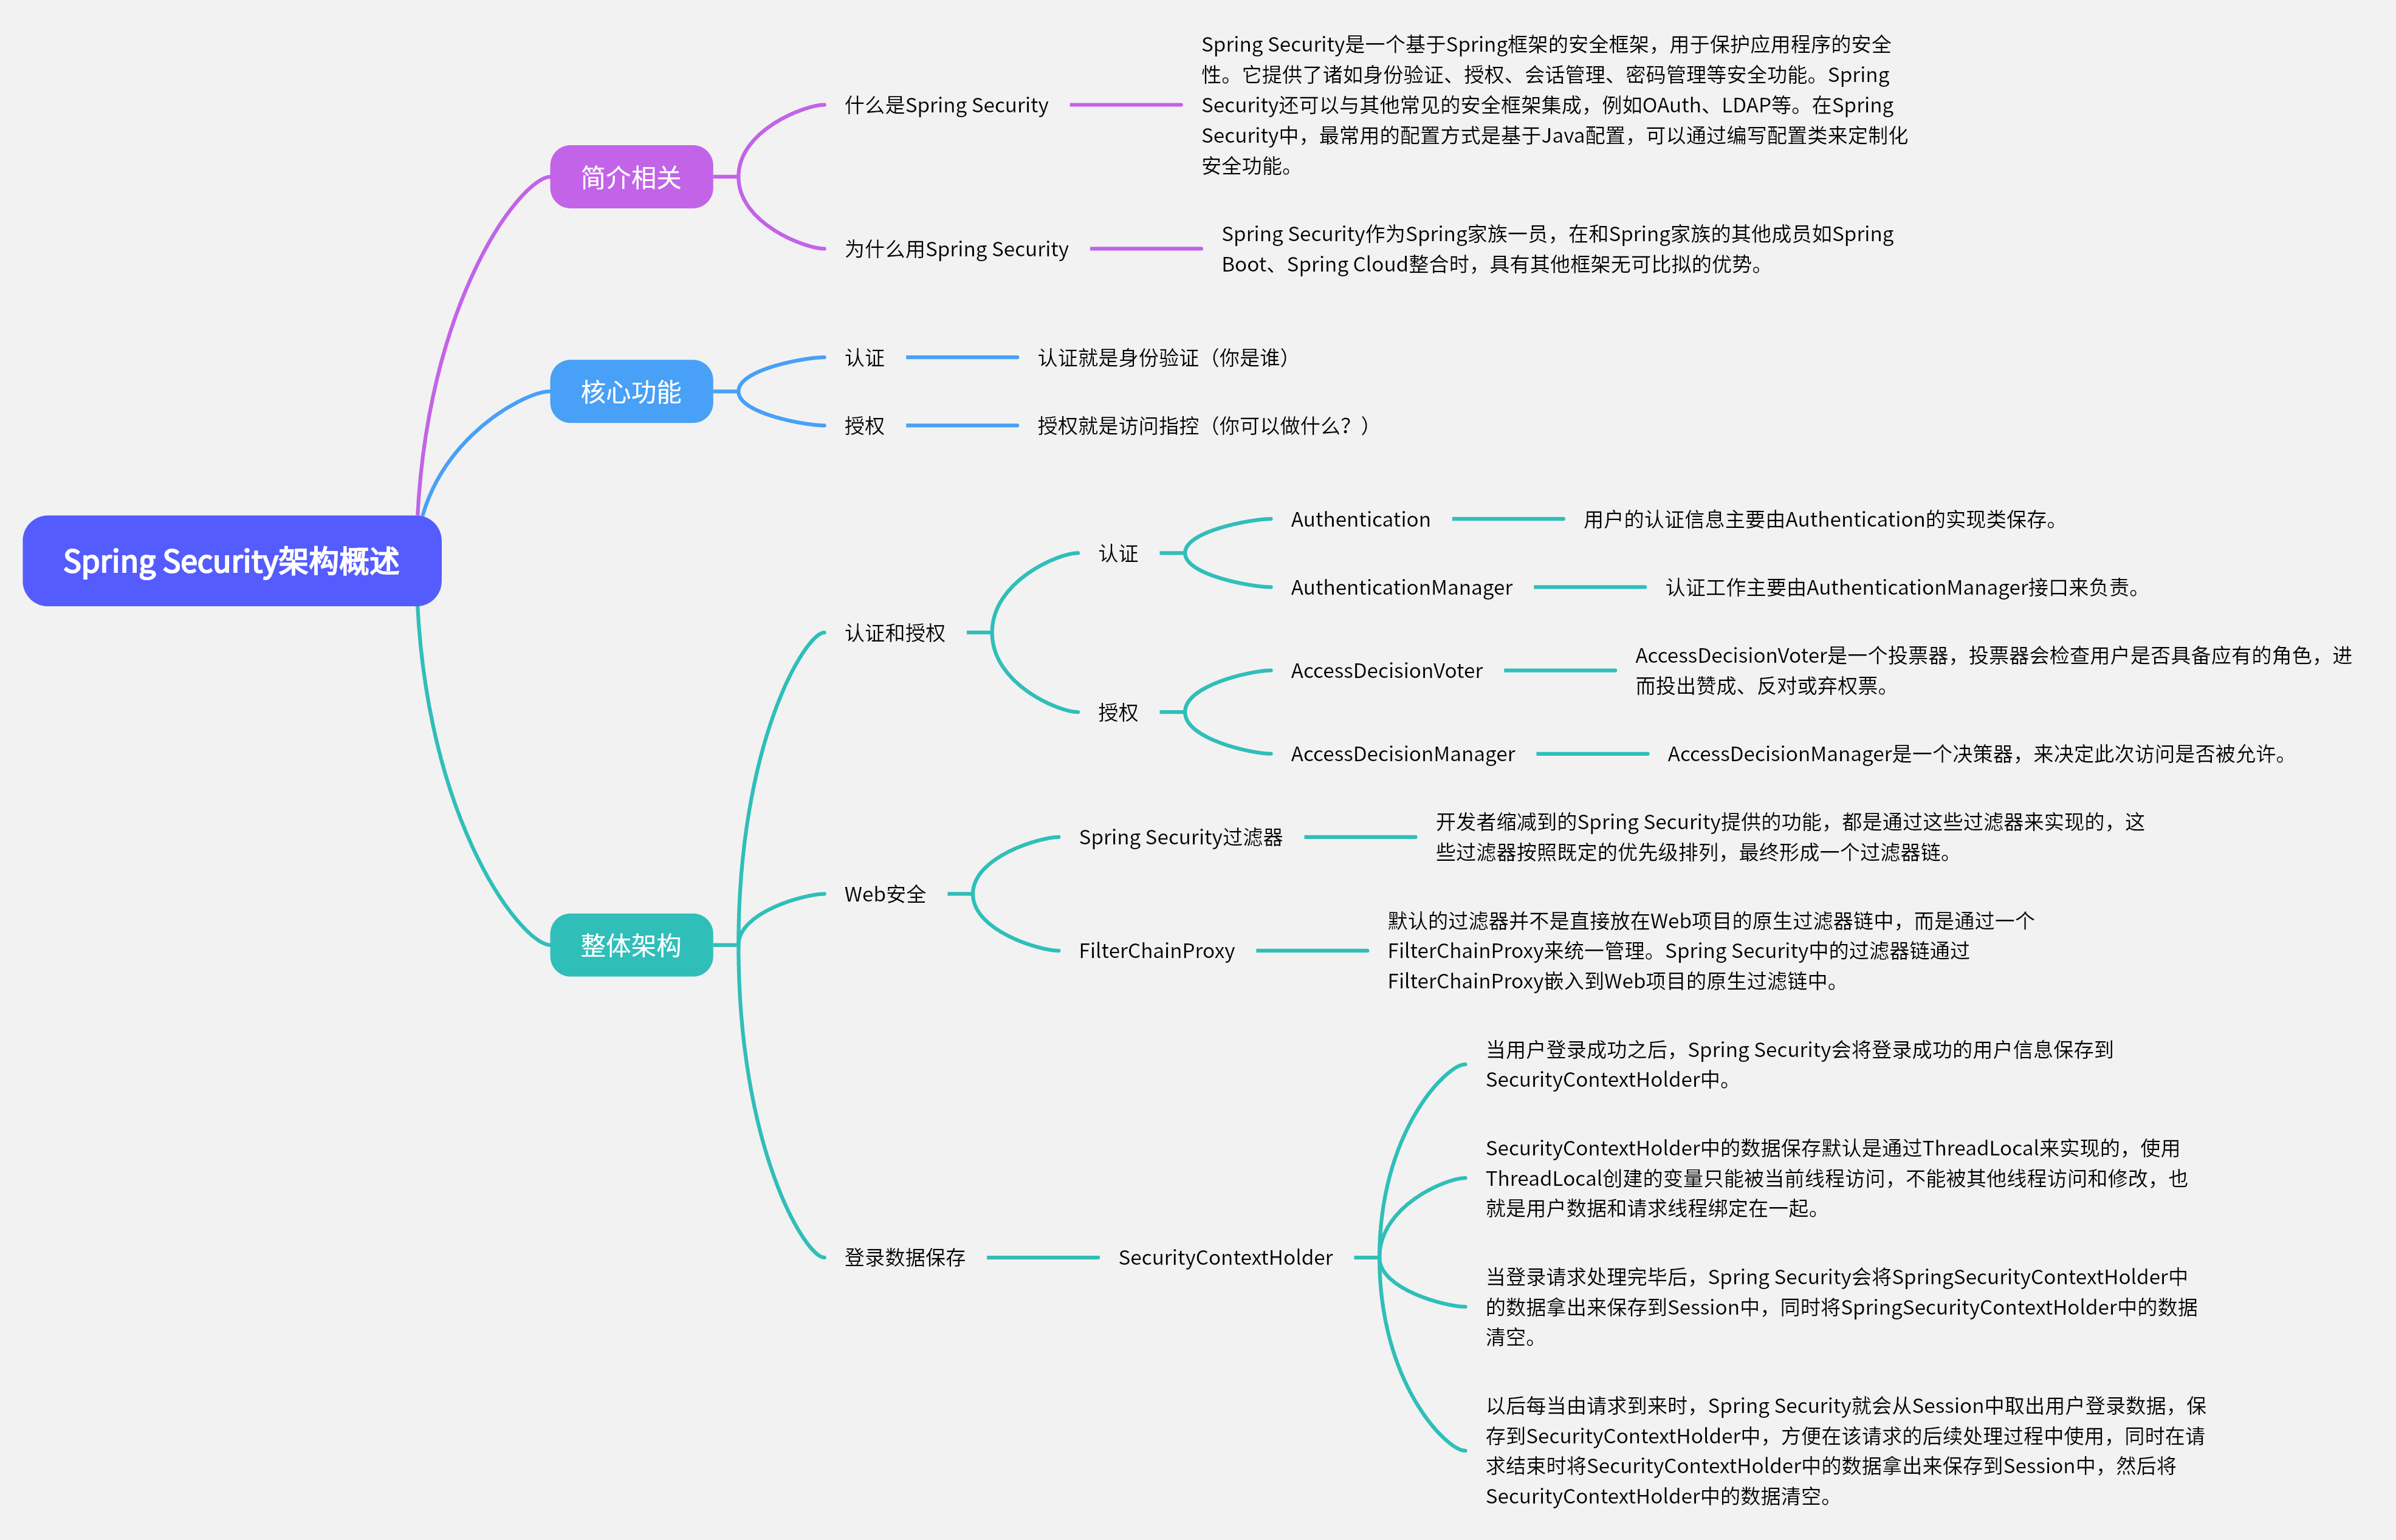 Spring Security架构概述
简介相关
什么是Spring Security
Spring Security是一个基于Spring框架的安全框架，用于保护应用程序的安全
性。它提供了诸如身份验证、授权、会话管理、密码管理等安全功能。Spring
Security还可以与其他常见的安全框架集成，例如OAuth、LDAP等。在Spring
Security中，最常用的配置方式是基于Java配置，可以通过编写配置类来定制化
安全功能。
为什么用Spring Security
Spring Security作为Spring家族一员，在和Spring家族的其他成员如Spring
Boot、Spring Cloud整合时，具有其他框架无可比拟的优势。
核心功能
认证
认证就是身份验证（你是谁）
授权
授权就是访问指控（你可以做什么？）
整体架构
认证和授权
认证
Authentication
用户的认证信息主要由Authentication的实现类保存。
AuthenticationManager
认证工作主要由AuthenticationManager接口来负责。
授权
AccessDecisionVoter
AccessDecisionVoter是一个投票器，投票器会检查用户是否具备应有的角色，进
而投出赞成、反对或弃权票。
AccessDecisionManager
AccessDecisionManager是一个决策器，来决定此次访问是否被允许。
Web安全
Spring Security过滤器
开发者缩减到的Spring Security提供的功能，都是通过这些过滤器来实现的，这
些过滤器按照既定的优先级排列，最终形成一个过滤器链。
FilterChainProxy
默认的过滤器并不是直接放在Web项目的原生过滤器链中，而是通过一个
FilterChainProxy来统一管理。Spring Security中的过滤器链通过
FilterChainProxy嵌入到Web项目的原生过滤链中。
登录数据保存
SecurityContextHolder
当用户登录成功之后，Spring Security会将登录成功的用户信息保存到
SecurityContextHolder中。
SecurityContextHolder中的数据保存默认是通过ThreadLocal来实现的，使用
ThreadLocal创建的变量只能被当前线程访问，不能被其他线程访问和修改，也
就是用户数据和请求线程绑定在一起。
当登录请求处理完毕后，Spring Security会将SpringSecurityContextHolder中
的数据拿出来保存到Session中，同时将SpringSecurityContextHolder中的数据
清空。
以后每当由请求到来时，Spring Security就会从Session中取出用户登录数据，保
存到SecurityContextHolder中，方便在该请求的后续处理过程中使用，同时在请
求结束时将SecurityContextHolder中的数据拿出来保存到Session中，然后将
SecurityContextHolder中的数据清空。